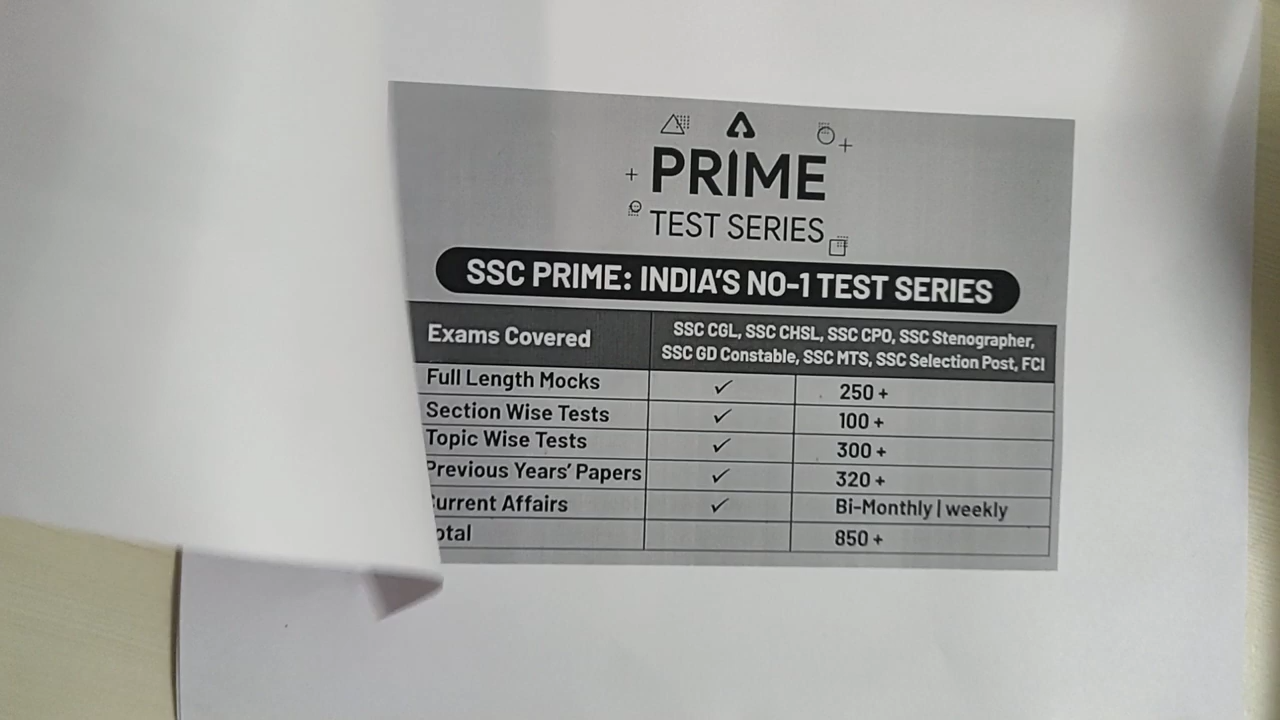 PRIME
TEST SERIES
SSC PRIME: INDIA'S NO-1 TEST SERIES
Exams Covered
SSC CGL, SSC CHSL, SSC CPO, SSC Stenographer,
SSC GD Constable, SSC MTS, SSC Selection Post, FCI
Full Length Mocks ✓ 250 +
Section Wise Tests ✓ 100 +
Topic Wise Tests ✓ 300 +
Previous Years' Papers ✓ 320 +
urrent Affairs ✓ Bi-Monthly | weekly
otal 850 +